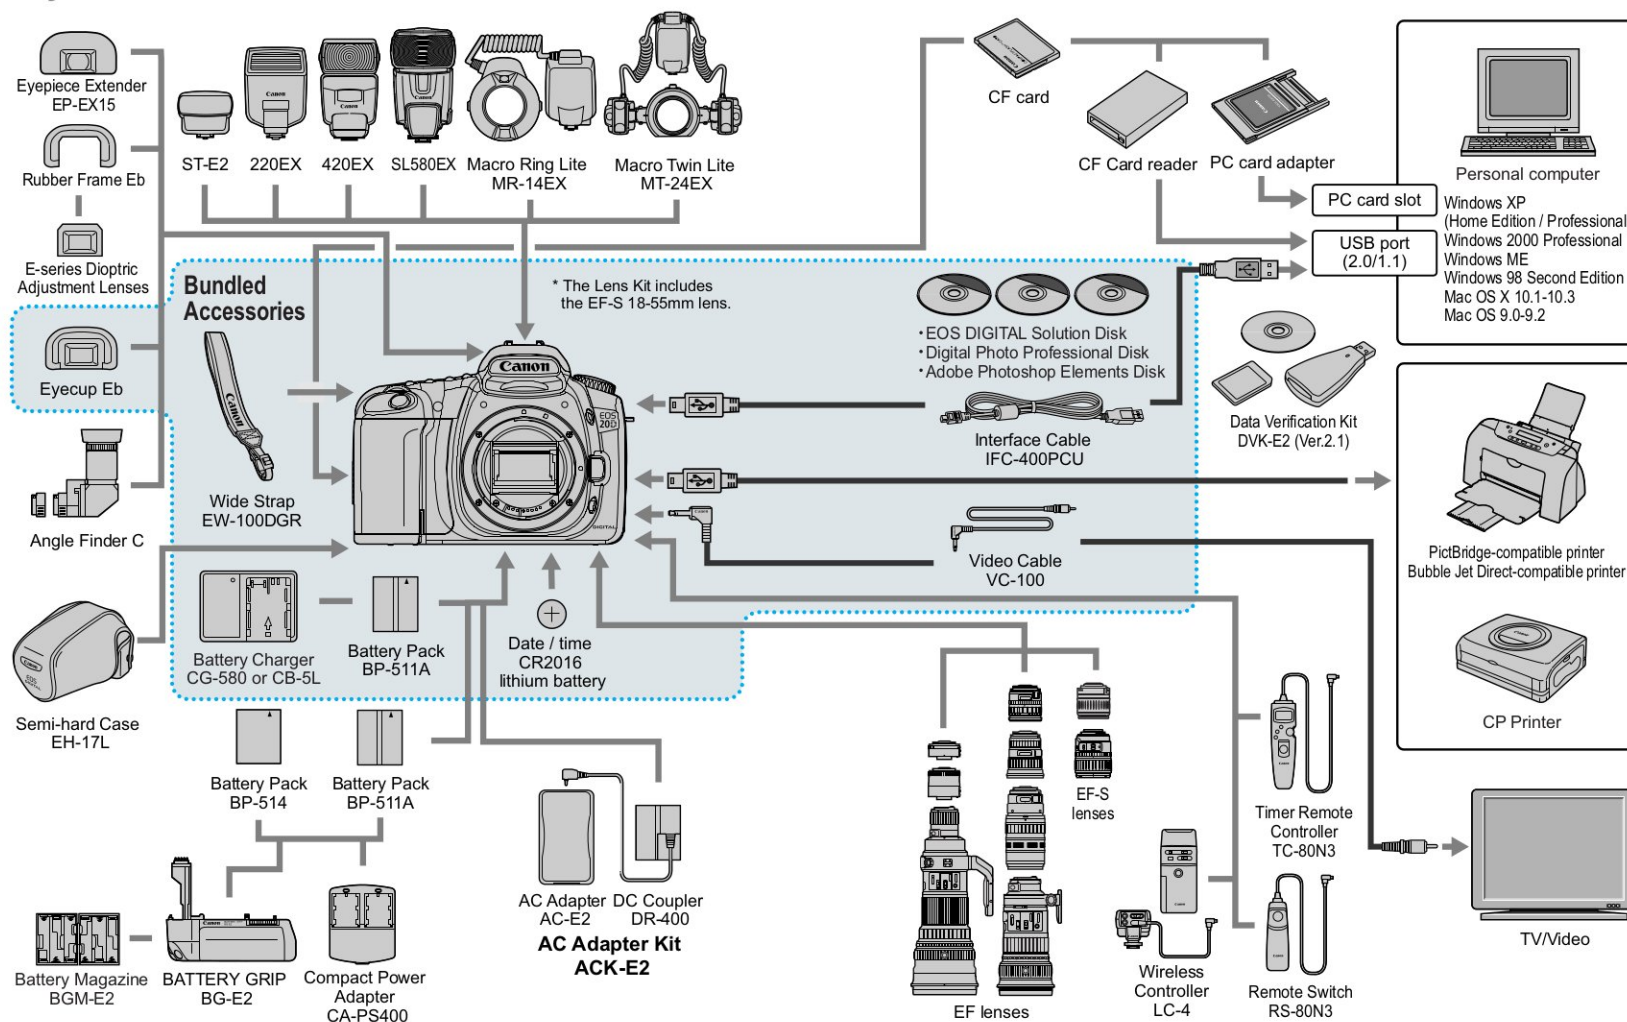 Eyepiece Extender
EP-EX15
Rubber Frame Eb
E-series Dioptric
Adjustment Lenses
Eyecup Eb
Angle Finder C
Semi-hard Case
EH-17L
ST-E2
220EX
420EX
SL580EX
Macro Ring Lite
MR-14EX
Macro Twin Lite
MT-24EX
CF card
CF Card reader
PC card adapter
Personal computer
PC card slot
USB port
(2.0/1.1)
Windows XP
(Home Edition / Professional
Windows 2000 Professional
Windows ME
Windows 98 Second Edition
Mac OS X 10.1-10.3
Mac OS 9.0-9.2
Bundled
Accessories
* The Lens Kit includes
the EF-S 18-55mm lens.
•EOS DIGITAL Solution Disk
•Digital Photo Professional Disk
•Adobe Photoshop Elements Disk
Canon
EOS
20D
DIGITAL
Canon
Wide Strap
EW-100DGR
Interface Cable
IFC-400PCU
Data Verification Kit
DVK-E2 (Ver.2.1)
Video Cable
VC-100
PictBridge-compatible printer
Bubble Jet Direct-compatible printer
CP Printer
Battery Charger
CG-580 or CB-5L
Battery Pack
BP-511A
Date / time
CR2016
lithium battery
Battery Pack
BP-514
Battery Pack
BP-511A
AC Adapter
AC-E2
DC Coupler
DR-400
AC Adapter Kit
ACK-E2
Battery Magazine
BGM-E2
BATTERY GRIP
BG-E2
Compact Power
Adapter
CA-PS400
EF lenses
EF-S
lenses
Wireless
Controller
LC-4
Timer Remote
Controller
TC-80N3
Remote Switch
RS-80N3
TV/Video